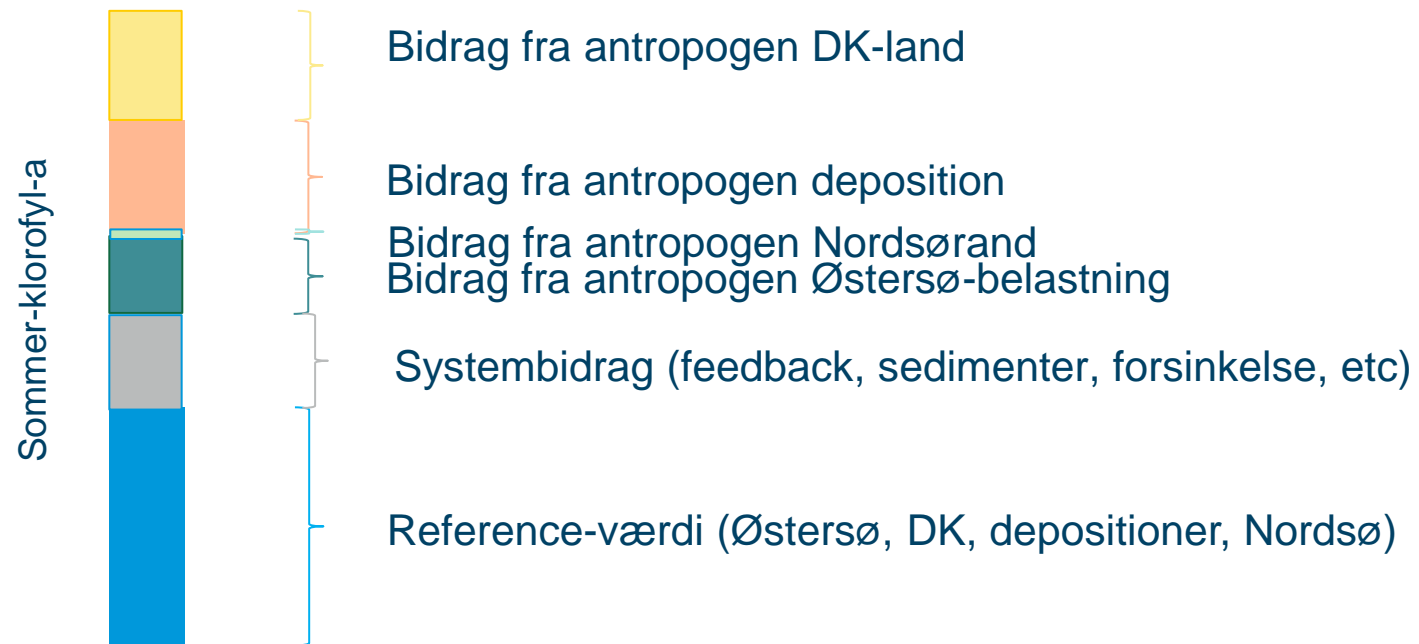 Sommer-klorofyl-a
Bidrag fra antropogen DK-land
Bidrag fra antropogen deposition
Bidrag fra antropogen Nordsørand
Bidrag fra antropogen Østersø-belastning
Systembidrag (feedback, sedimenter, forsinkelse, etc)
Reference-værdi (Østersø, DK, depositioner, Nordsø)